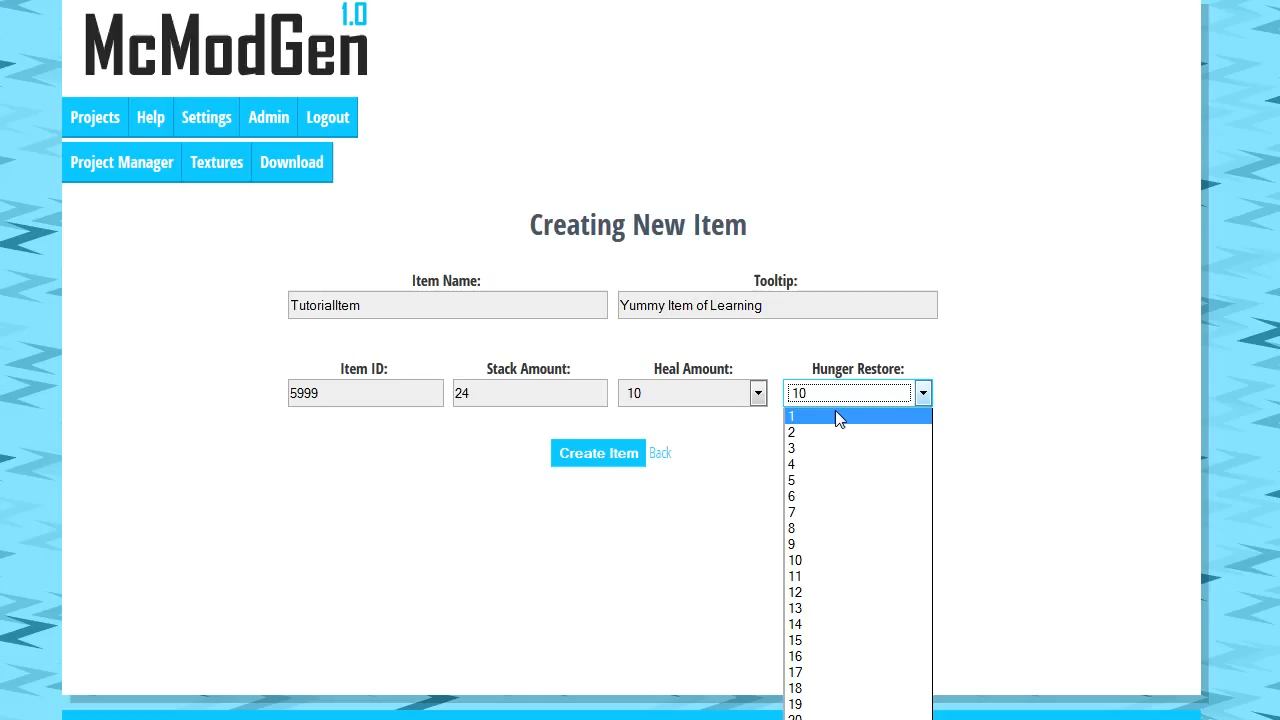 McModGen 1.0
Projects Help Settings Admin Logout
Project Manager Textures Download
Creating New Item
Item Name: Tooltip:
TutorialItem Yummy Item of Learning
Item ID: Stack Amount: Heal Amount: Hunger Restore:
5999 24 10 10
1
Create Item Back
2
3
4
5
6
7
8
9
10
11
12
13
14
15
16
17
18
19
20